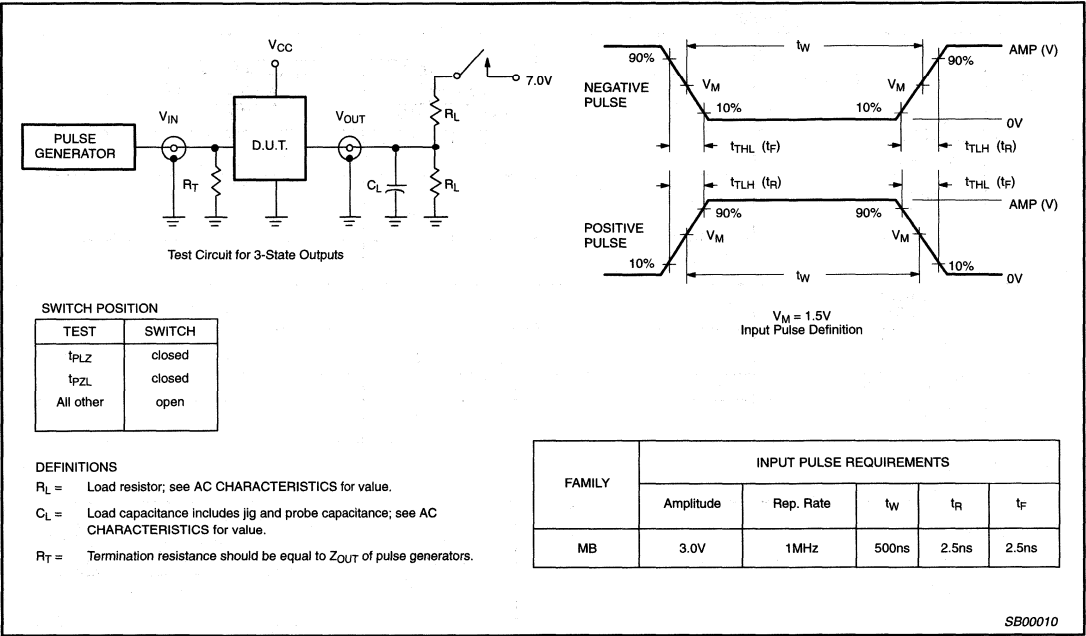 PULSE
GENERATOR
VIN
RT
VCC
D.U.T.
VOUT
CL
RL
RL
7.0V
Test Circuit for 3-State Outputs
NEGATIVE
PULSE
90%
tW
90%
AMP (V)
VM
VM
10%
10%
0V
tTHL (tF)
tTLH (tR)
tTLH (tR)
tTHL (tF)
POSITIVE
PULSE
90%
90%
AMP (V)
VM
VM
10%
10%
tW
0V
VM = 1.5V
Input Pulse Definition
SWITCH POSITION
TEST SWITCH
tPLZ closed
tPZL closed
All other open
DEFINITIONS
RL = Load resistor; see AC CHARACTERISTICS for value.
CL = Load capacitance includes jig and probe capacitance; see AC
CHARACTERISTICS for value.
RT = Termination resistance should be equal to ZOUT of pulse generators.
FAMILY INPUT PULSE REQUIREMENTS
Amplitude Rep. Rate tW tR tF
MB 3.0V 1MHz 500ns 2.5ns 2.5ns
SB00010